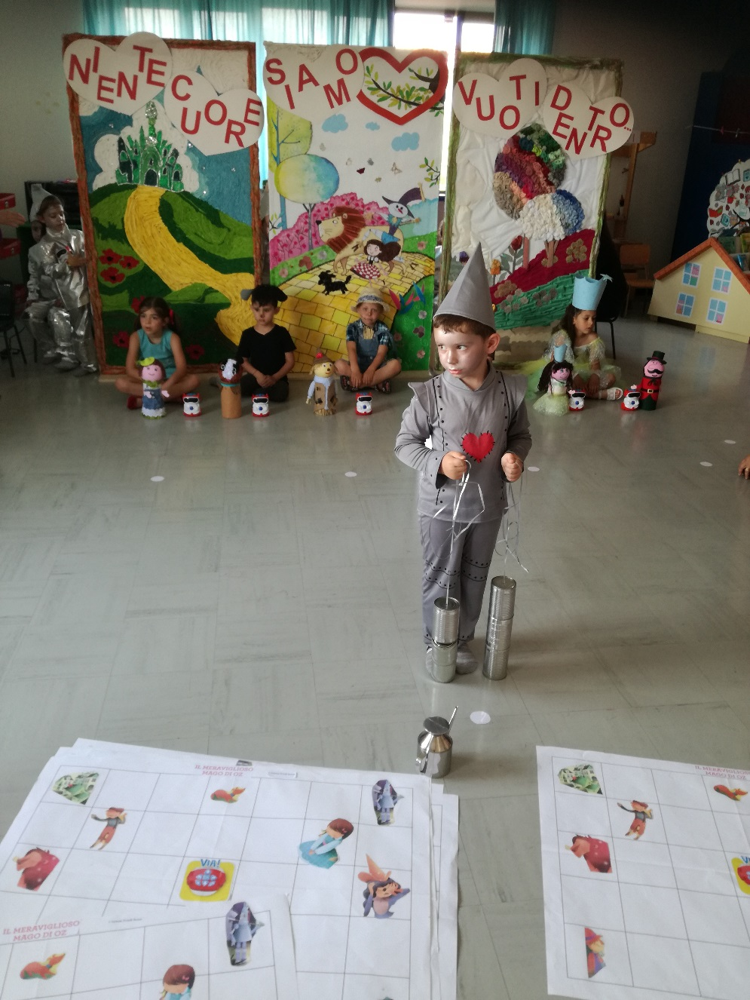 NIENTE CUORE
SIAMO
VUOTI DENTRO...
IL MERAVIGLIOSO
MAGO DI OZ
IL MERAVIGLIOSO
MAGO DI OZ
VIA!
IL MERAVIGLIOSO
MAGO DI OZ